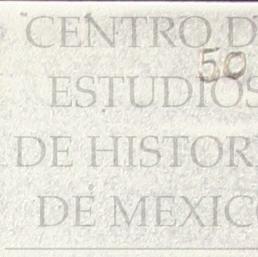 CENTRO D
50
ESTUDIOS
DE HISTOR
DE MEXICO